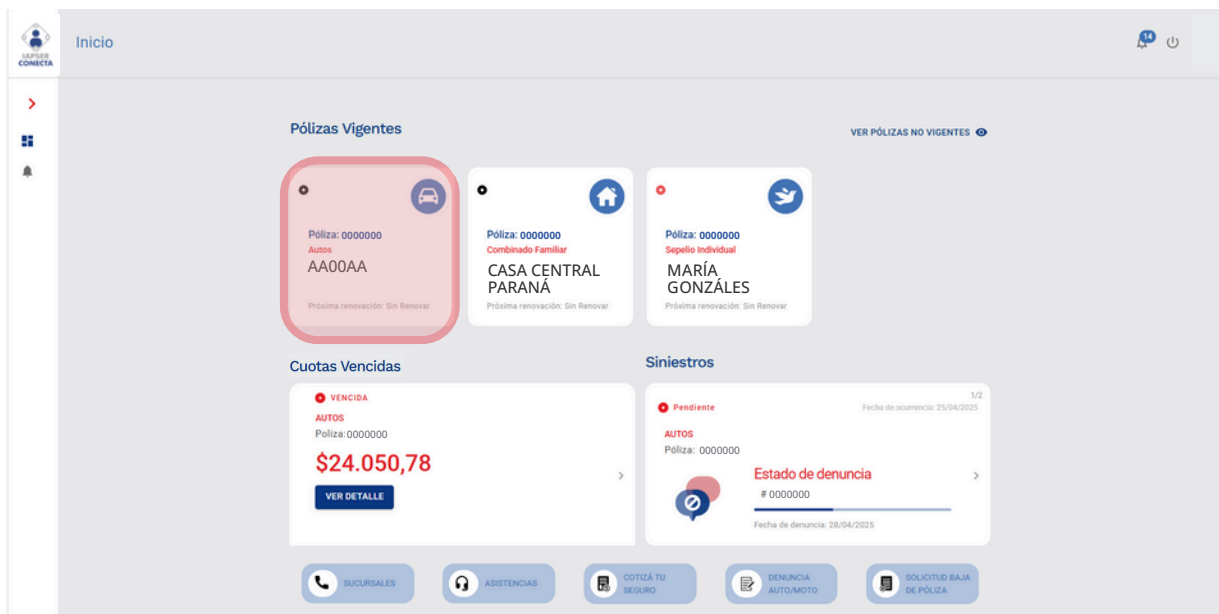 IAPSER
CONECTA
Inicio
14
Pólizas Vigentes
VER PÓLIZAS NO VIGENTES
Póliza: 0000000
Autos
AA00AA
Próxima renovación: Sin Renovar
Póliza: 0000000
Combinado Familiar
CASA CENTRAL
PARANÁ
Próxima renovación: Sin Renovar
Póliza: 0000000
Sepelio Individual
MARÍA
GONZÁLES
Próxima renovación: Sin Renovar
Cuotas Vencidas
VENCIDA
AUTOS
Poliza: 0000000
$24.050,78
VER DETALLE
Siniestros
1/2
Pendiente
Fecha de ocurrencia: 25/04/2025
AUTOS
Póliza: 0000000
Estado de denuncia
# 0000000
Fecha de denuncia: 28/04/2025
SUCURSALES
ASISTENCIAS
COTIZÁ TU
SEGURO
DENUNCIA
AUTO/MOTO
SOLICITUD BAJA
DE PÓLIZA